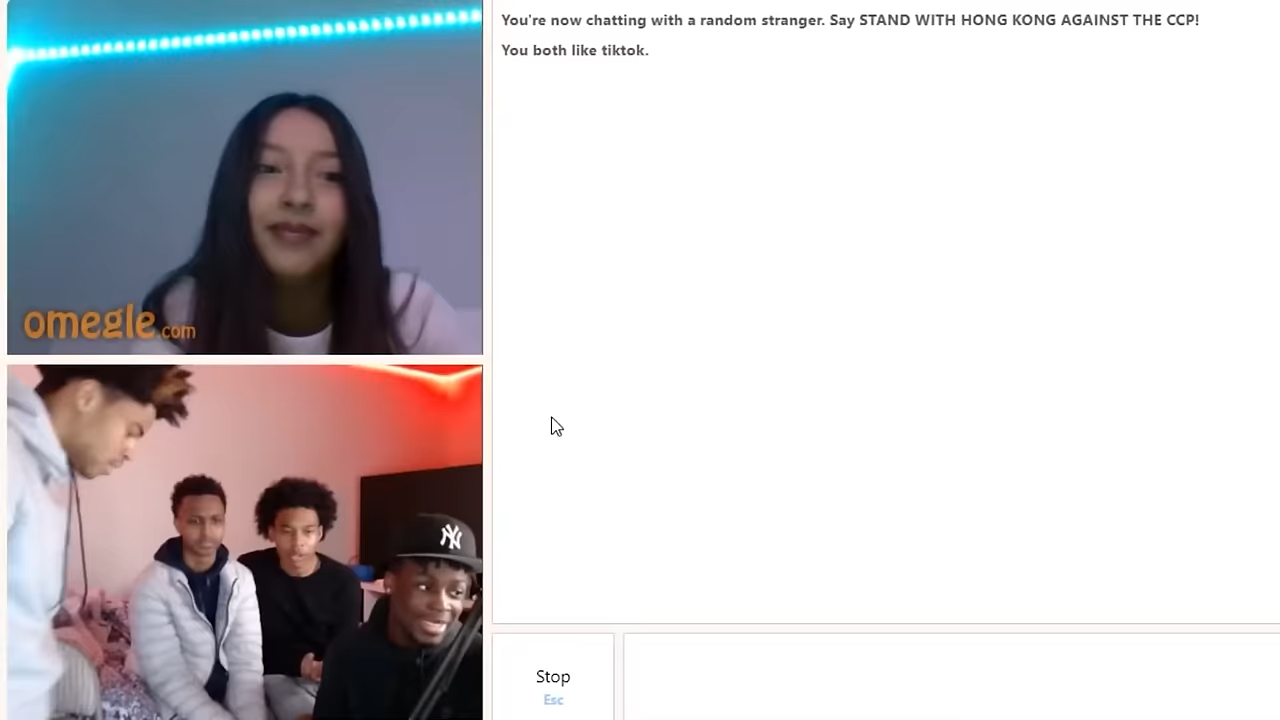 You're now chatting with a random stranger. Say STAND WITH HONG KONG AGAINST THE CCP!
You both like tiktok.
omegle.com
NY
Stop
Esc